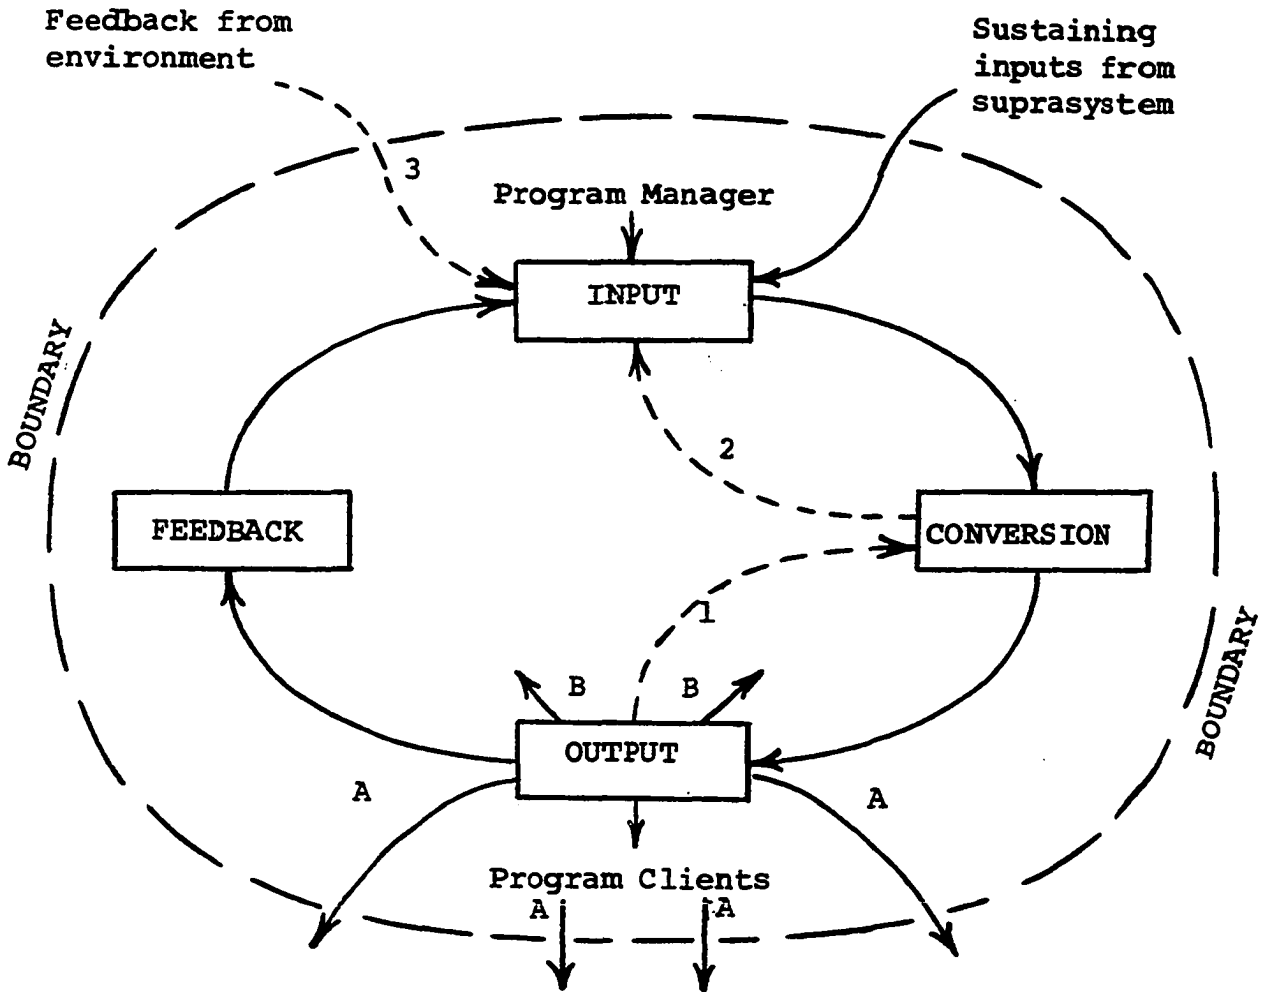 Feedback from
environment
Sustaining
inputs from
suprasystem
3
Program Manager
INPUT
BOUNDARY
2
FEEDBACK
CONVERSION
1
B
B
BOUNDARY
OUTPUT
A
A
Program Clients
A
A